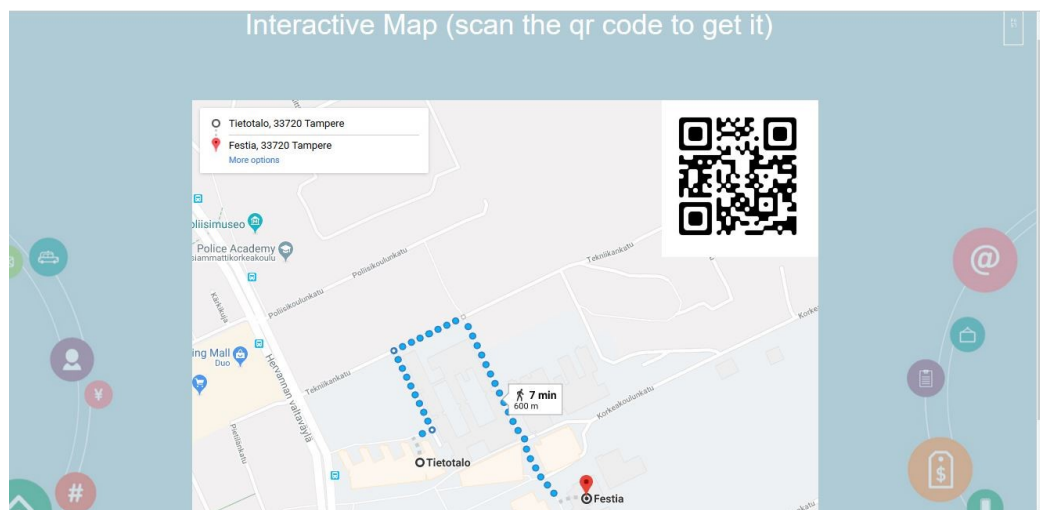 Interactive Map (scan the qr code to get it)
Tietotalo, 33720 Tampere
Festia, 33720 Tampere
More options
oliisimuseo
Police Academy
siammattikorkeakoulu
Poliisikoulunkatu
Tekniikankatu
Poliisikoulunkatu
Kärkikuja
Korke
ing Mall
Duo
Hervannan valtaväylä
Tekniikankatu
7 min
600 m
Korkeakoulunkatu
Pietilänkatu
Tietotalo
Festia
katu
@
¥
#
$